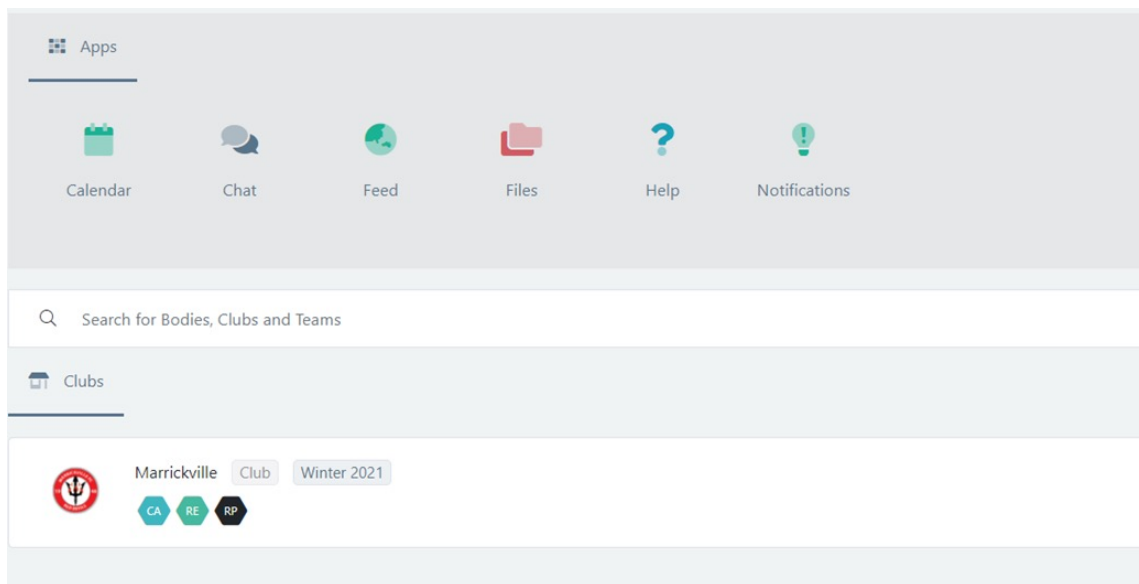 Apps
Calendar Chat Feed Files Help Notifications
Search for Bodies, Clubs and Teams
Clubs
Marrickville Club Winter 2021
CA RE RP